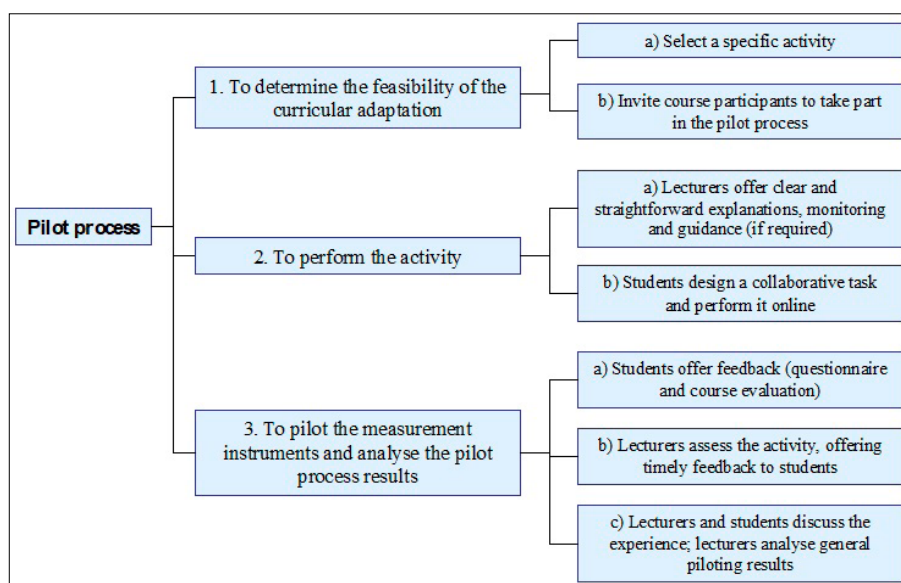 Pilot process
1. To determine the feasibility of the
curricular adaptation
a) Select a specific activity
b) Invite course participants to take part
in the pilot process
2. To perform the activity
a) Lecturers offer clear and
straightforward explanations, monitoring
and guidance (if required)
b) Students design a collaborative task
and perform it online
3. To pilot the measurement
instruments and analyse the pilot
process results
a) Students offer feedback (questionnaire
and course evaluation)
b) Lecturers assess the activity, offering
timely feedback to students
c) Lecturers and students discuss the
experience; lecturers analyse general
piloting results